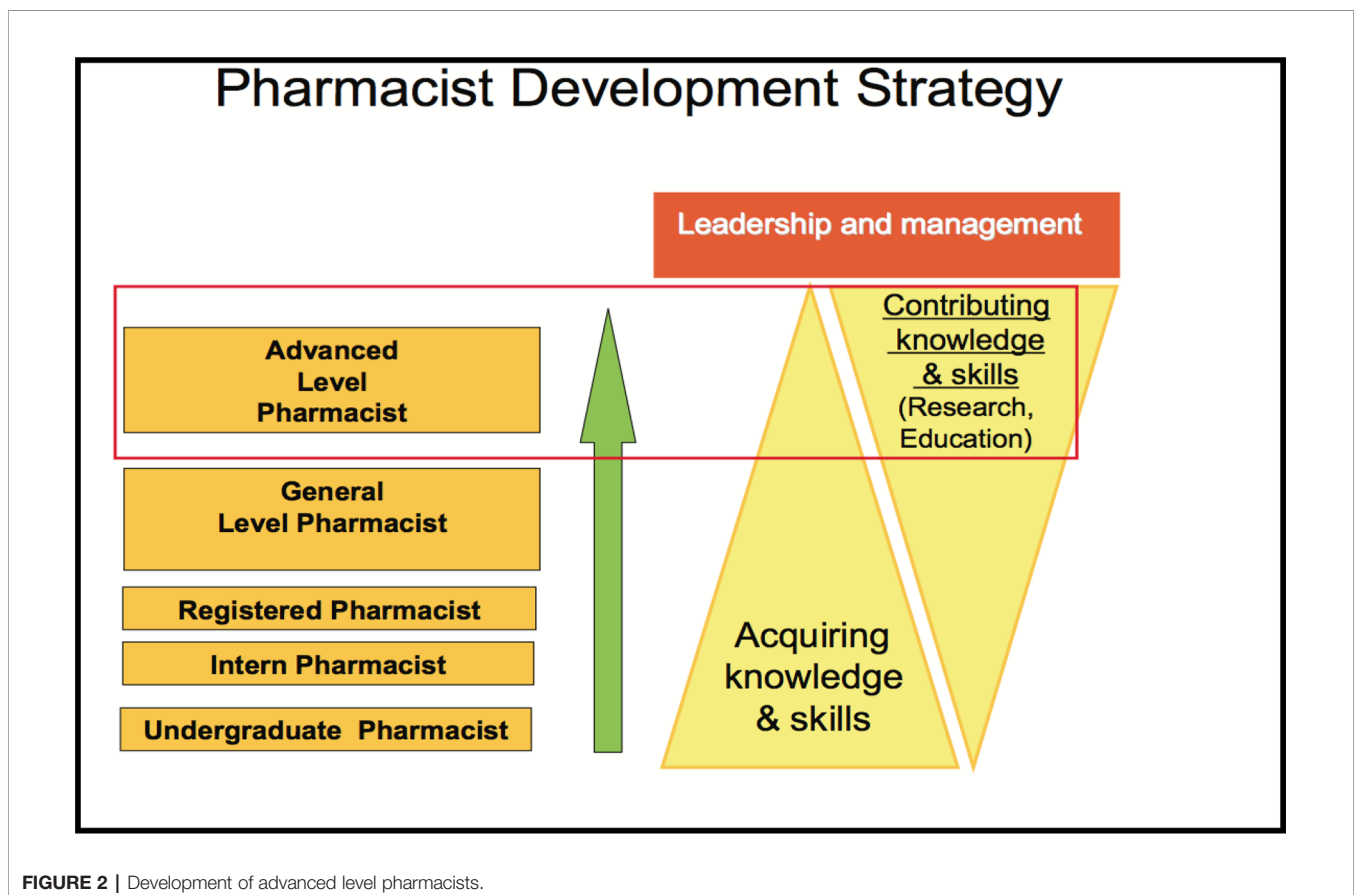 Pharmacist Development Strategy
Leadership and management
Contributing
knowledge
& skills
(Research,
Education)
Advanced
Level
Pharmacist
General
Level Pharmacist
Registered Pharmacist
Intern Pharmacist
Undergraduate Pharmacist
Acquiring
knowledge
& skills
FIGURE 2 | Development of advanced level pharmacists.